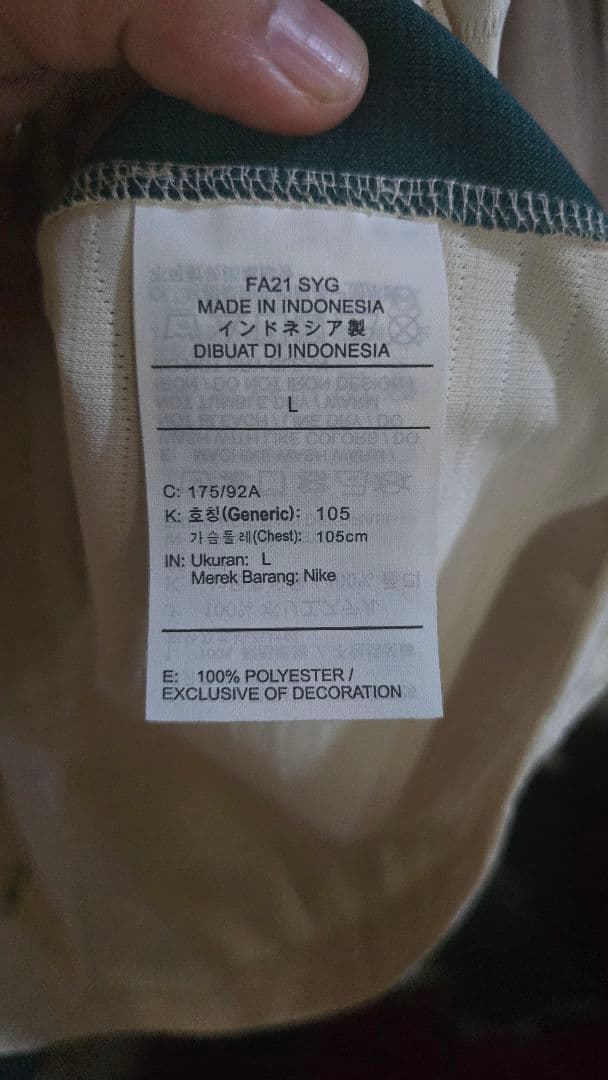 FA21 SYG
MADE IN INDONESIA
インドネシア製
DIBUAT DI INDONESIA
L
C: 175/92A
K: 호칭(Generic): 105
가슴둘레(Chest): 105cm
IN: Ukuran: L
Merek Barang: Nike
E: 100% POLYESTER /
EXCLUSIVE OF DECORATION